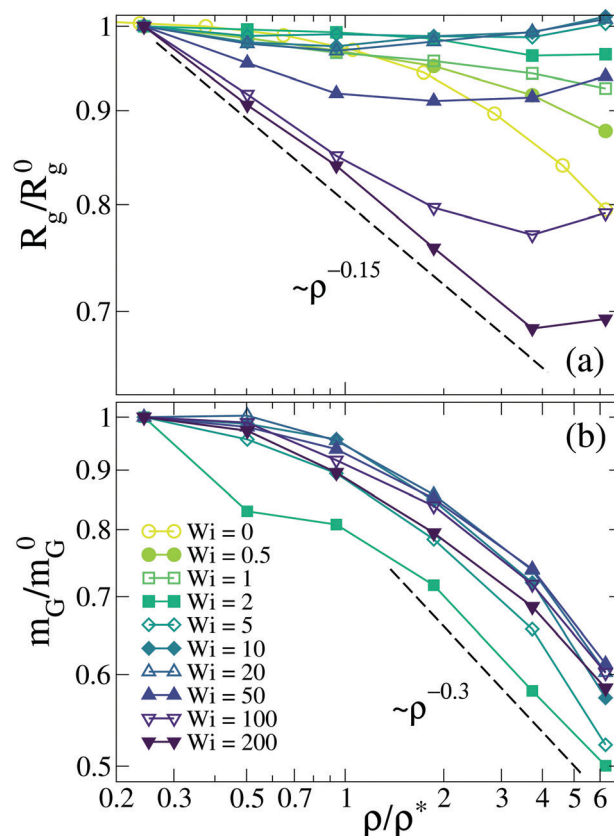 1
0.9
0.8
0.7
R_g/R_g^0
~ρ^−0.15
(a)
1
0.9
0.8
0.7
0.6
0.5
m_G/m_G^0
(b)
Wi = 0
Wi = 0.5
Wi = 1
Wi = 2
Wi = 5
Wi = 10
Wi = 20
Wi = 50
Wi = 100
Wi = 200
~ρ^−0.3
0.2 0.3 0.5 0.7 1 2 3 4 5 6
ρ/ρ*